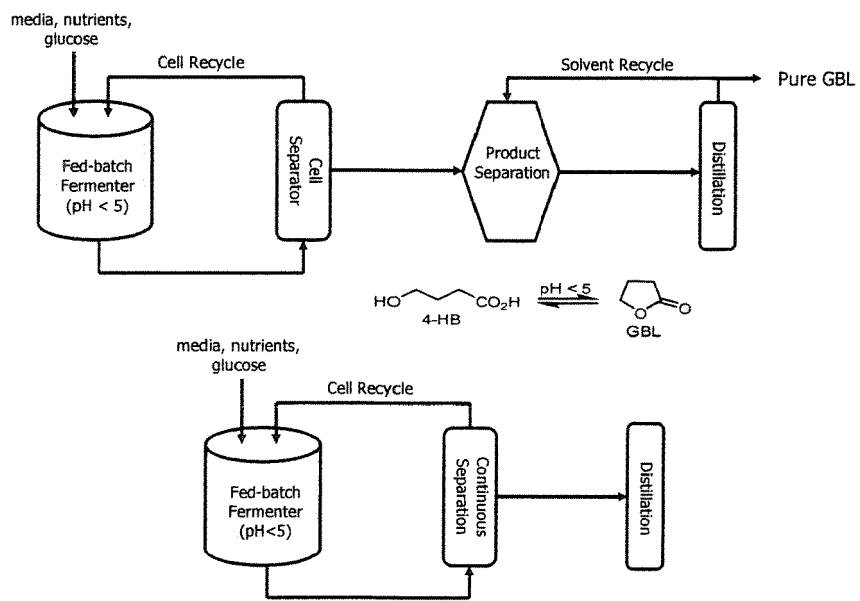 media, nutrients,
glucose
Cell Recycle
Solvent Recycle
Pure GBL
Fed-batch
Fermenter
(pH < 5)
Cell
Separator
Product
Separation
Distillation
HO
CO₂H
4-HB
pH < 5
O
O
GBL
media, nutrients,
glucose
Cell Recycle
Fed-batch
Fermenter
(pH<5)
Continuous
Separation
Distillation